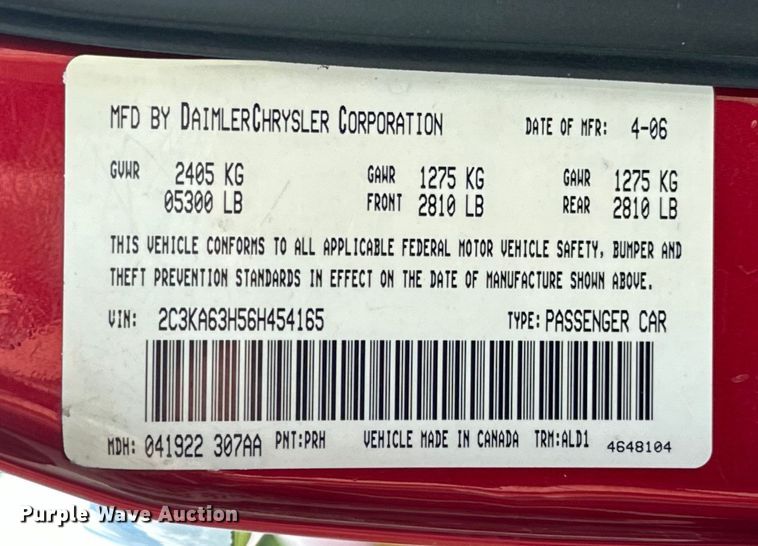 MFD BY DAIMLERCHRYSLER CORPORATION DATE OF MFR: 4-06
GVWR 2405 KG GAWR 1275 KG GAWR 1275 KG
05300 LB FRONT 2810 LB REAR 2810 LB
THIS VEHICLE CONFORMS TO ALL APPLICABLE FEDERAL MOTOR VEHICLE SAFETY, BUMPER AND
THEFT PREVENTION STANDARDS IN EFFECT ON THE DATE OF MANUFACTURE SHOWN ABOVE.
VIN: 2C3KA63H56H454165 TYPE: PASSENGER CAR
MDH: 041922 307AA PNT:PRH VEHICLE MADE IN CANADA TRM:ALD1 4648104
Purple Wave Auction